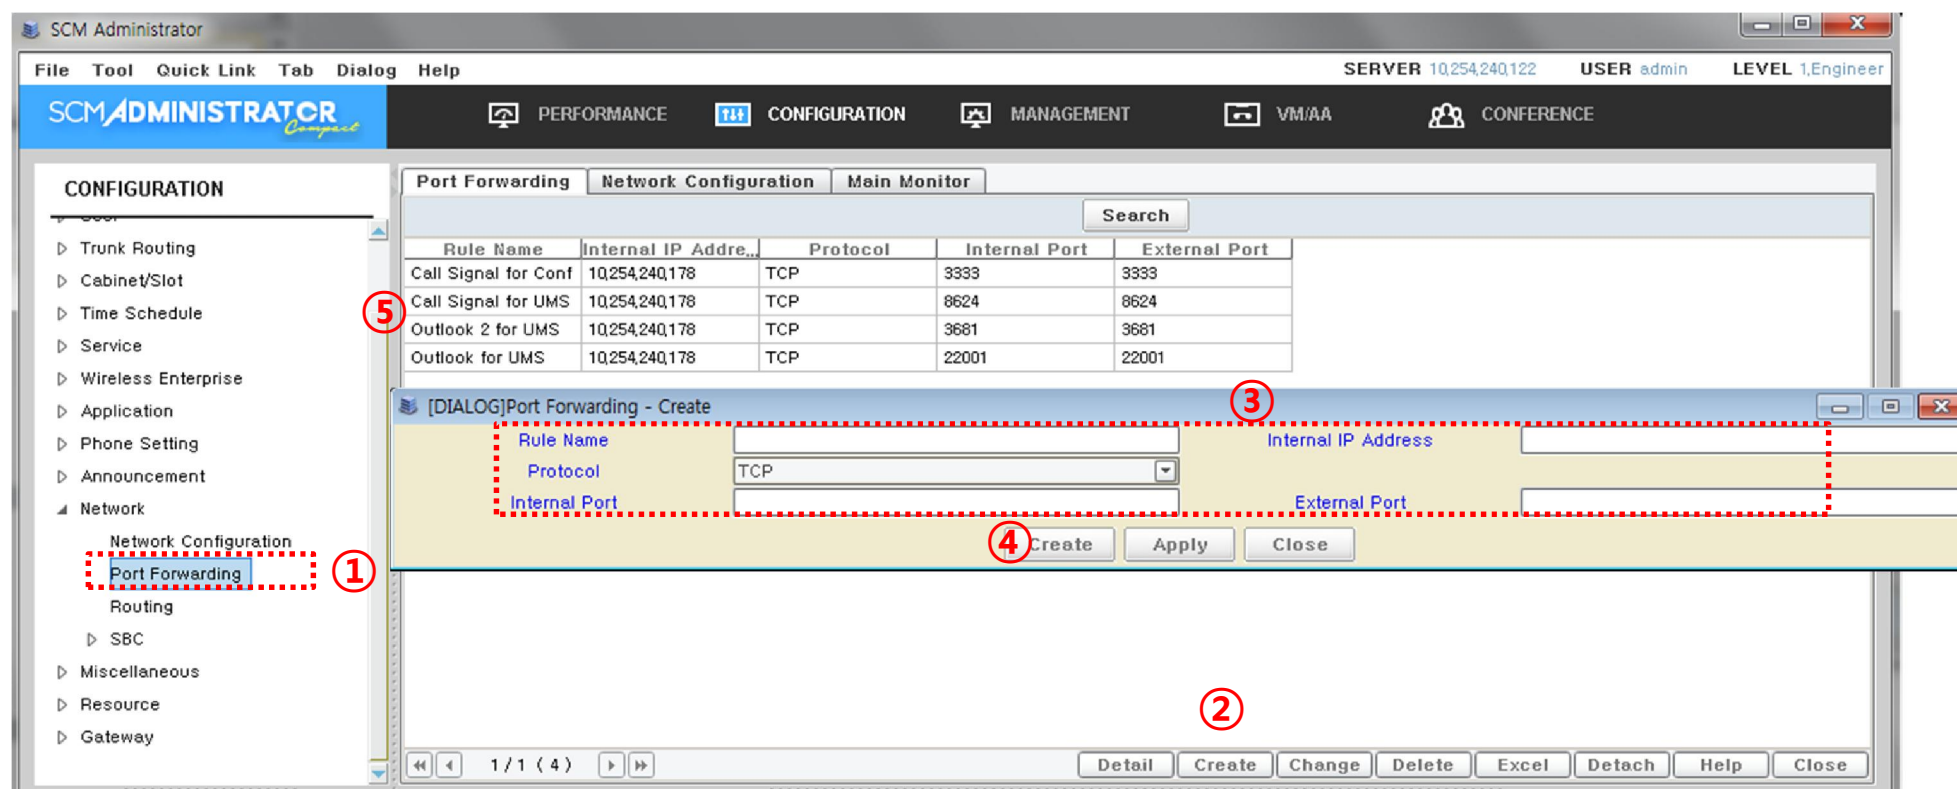 SCM Administrator
File Tool Quick Link Tab Dialog Help SERVER 10,254,240,122 USER admin LEVEL 1,Engineer
SCM ADMINISTRATOR Compact PERFORMANCE CONFIGURATION MANAGEMENT VM/AA CONFERENCE
CONFIGURATION
Trunk Routing
Cabinet/Slot
Time Schedule
Service
Wireless Enterprise
Application
Phone Setting
Announcement
Network
Network Configuration
Port Forwarding ①
Routing
SBC
Miscellaneous
Resource
Gateway
Port Forwarding Network Configuration Main Monitor
Search
Rule Name Internal IP Addre... Protocol Internal Port External Port
Call Signal for Conf 10,254,240,178 TCP 3333 3333
⑤ Call Signal for UMS 10,254,240,178 TCP 8624 8624
Outlook 2 for UMS 10,254,240,178 TCP 3681 3681
Outlook for UMS 10,254,240,178 TCP 22001 22001
[DIALOG]Port Forwarding - Create ③
Rule Name Internal IP Address
Protocol TCP
Internal Port External Port
④ Create Apply Close
②
1/1 ( 4 ) Detail Create Change Delete Excel Detach Help Close